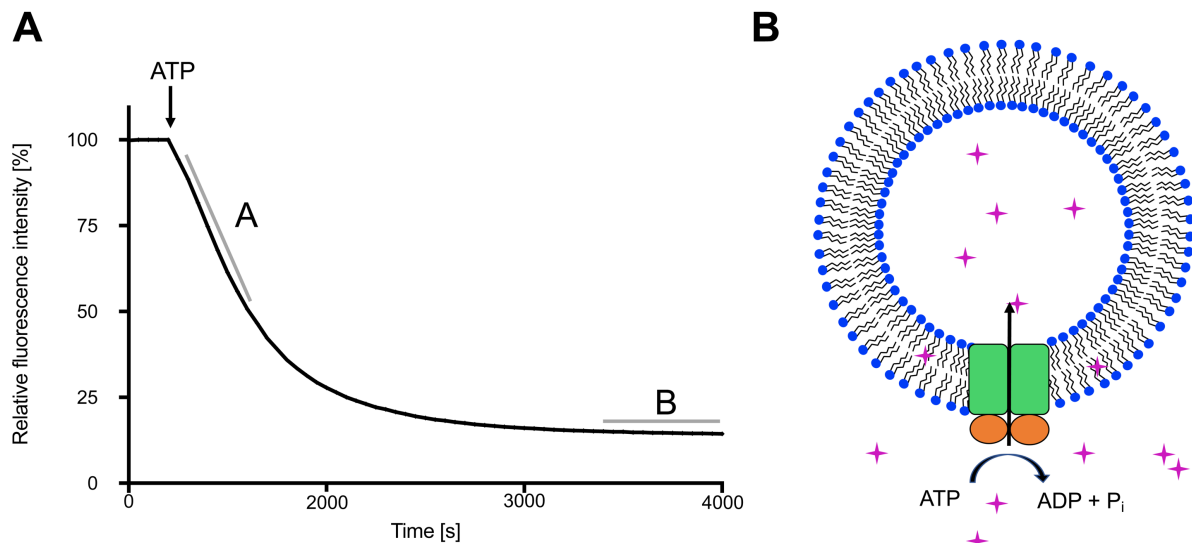 A
B
ATP
Relative fluorescence intensity [%]
100
75
50
25
0
A
B
0
2000
3000
4000
Time [s]
ATP
ADP + Pi